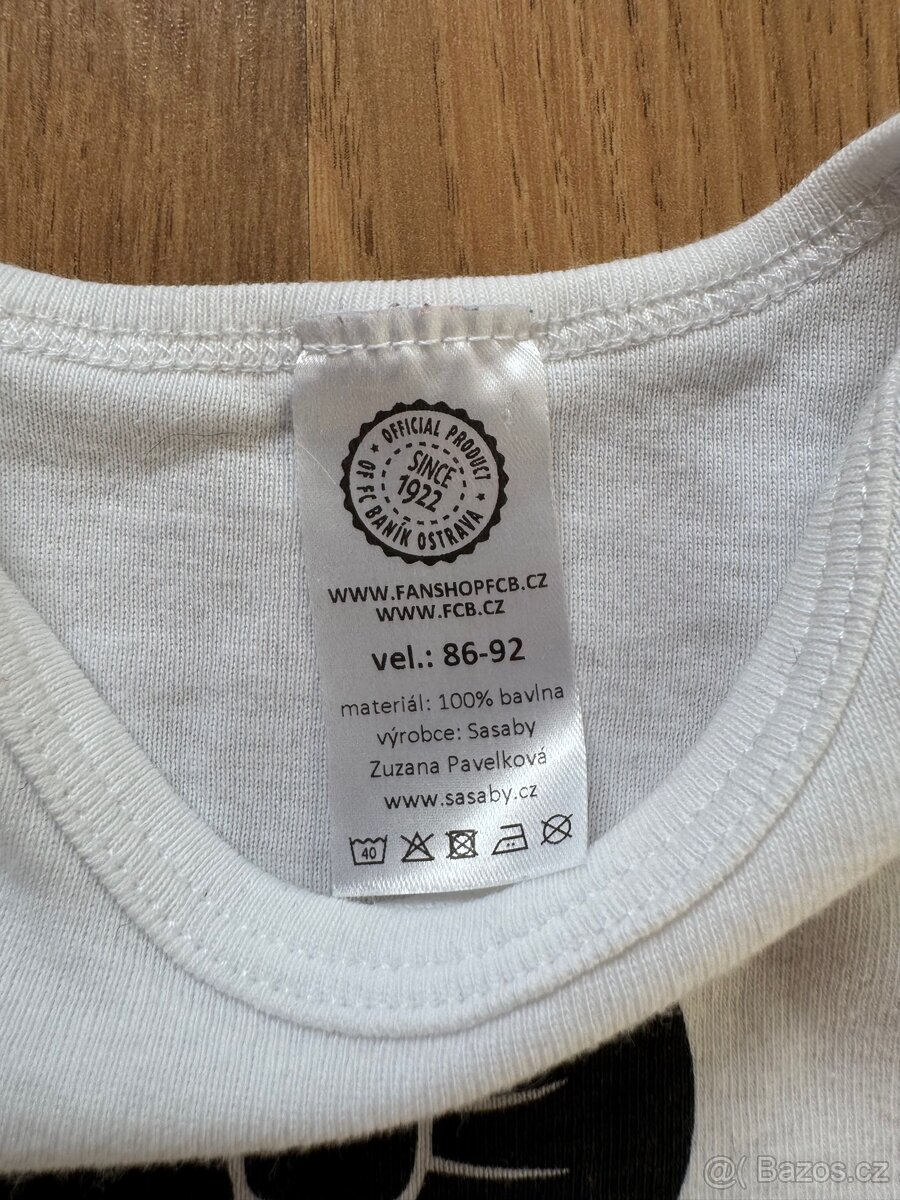 OFFICIAL PRODUCT
OF FC BANÍK OSTRAVA
SINCE
1922
WWW.FANSHOPFCB.CZ
WWW.FCB.CZ
vel.: 86-92
materiál: 100% bavlna
výrobce: Sasaby
Zuzana Pavelková
www.sasaby.cz
40
@( Bazos.cz